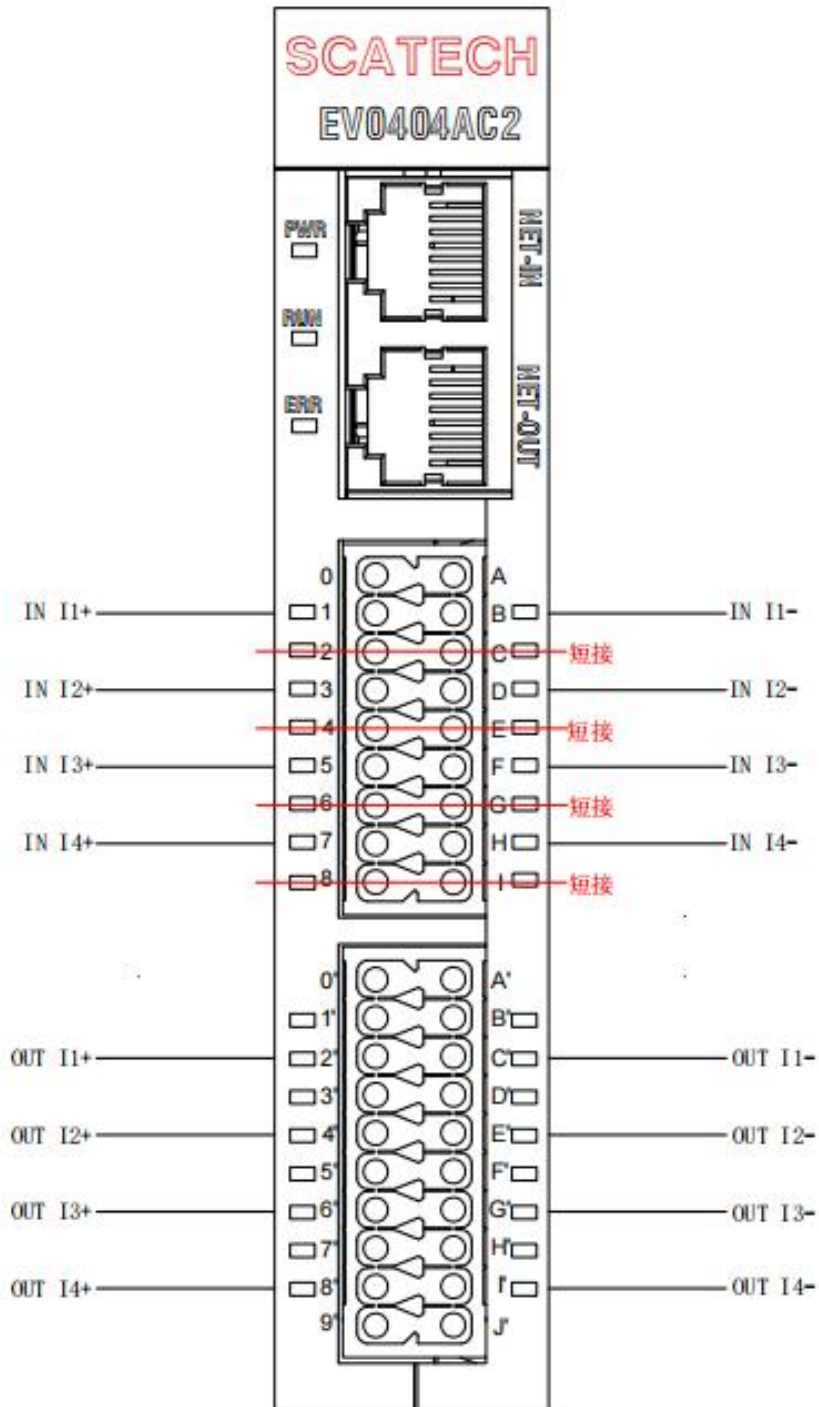 SCATECH
EV0404AC2
PWR
NET-IN
RUN
NET-OUT
ERR
0 A
IN I1+ 1 B IN I1-
2 C 短接
IN I2+ 3 D IN I2-
4 E 短接
IN I3+ 5 F IN I3-
6 G 短接
IN I4+ 7 H IN I4-
8 I 短接
0' A'
1' B'
OUT I1+ 2' C' OUT I1-
3' D'
OUT I2+ 4' E' OUT I2-
5' F'
OUT I3+ 6' G' OUT I3-
7' H'
OUT I4+ 8' I' OUT I4-
9' J'